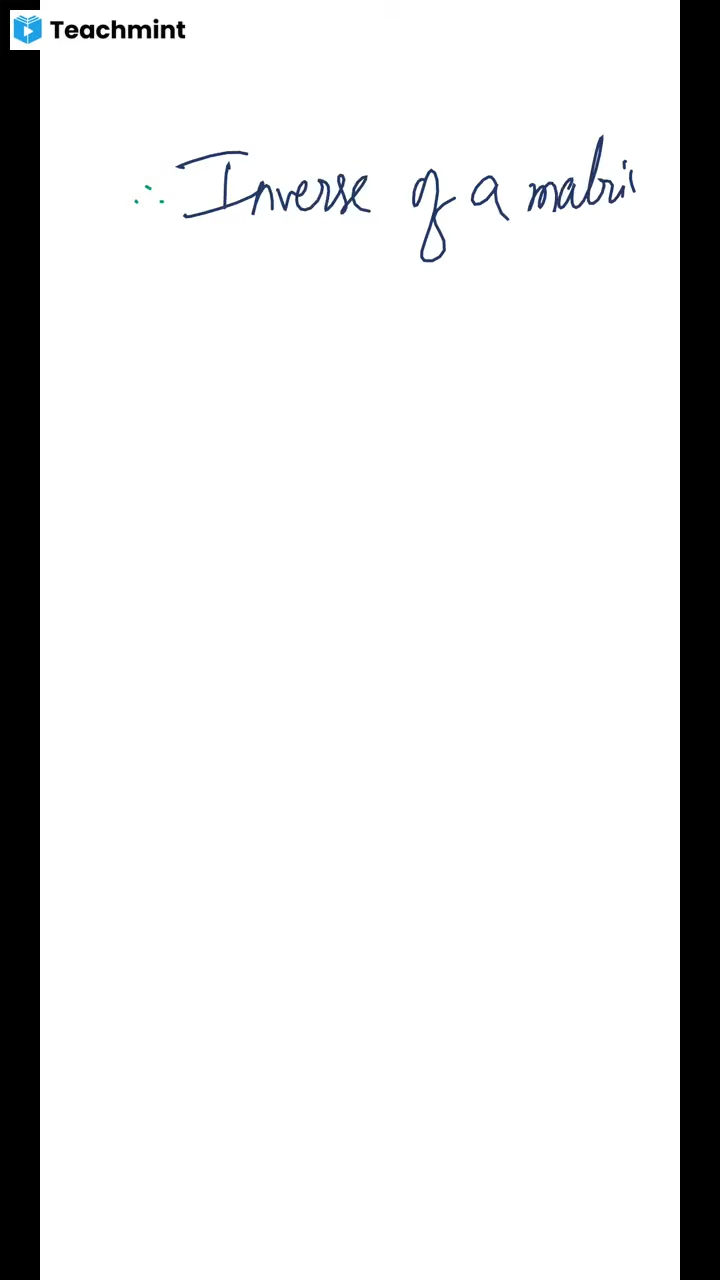 Teachmint
∴ Inverse of a matri